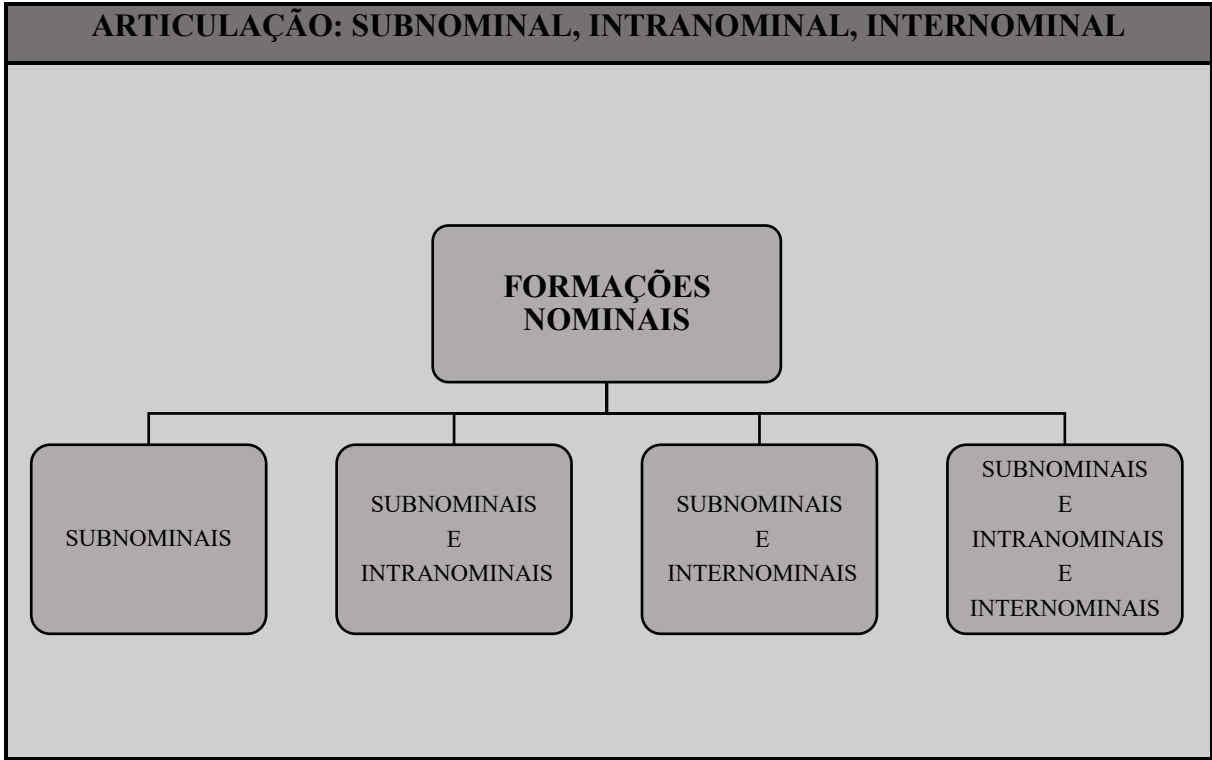 ARTICULAÇÃO: SUBNOMINAL, INTRANOMINAL, INTERNOMINAL
FORMAÇÕES
NOMINAIS
SUBNOMINAIS
SUBNOMINAIS
E
INTRANOMINAIS
SUBNOMINAIS
E
INTERNOMINAIS
SUBNOMINAIS
E
INTRANOMINAIS
E
INTERNOMINAIS